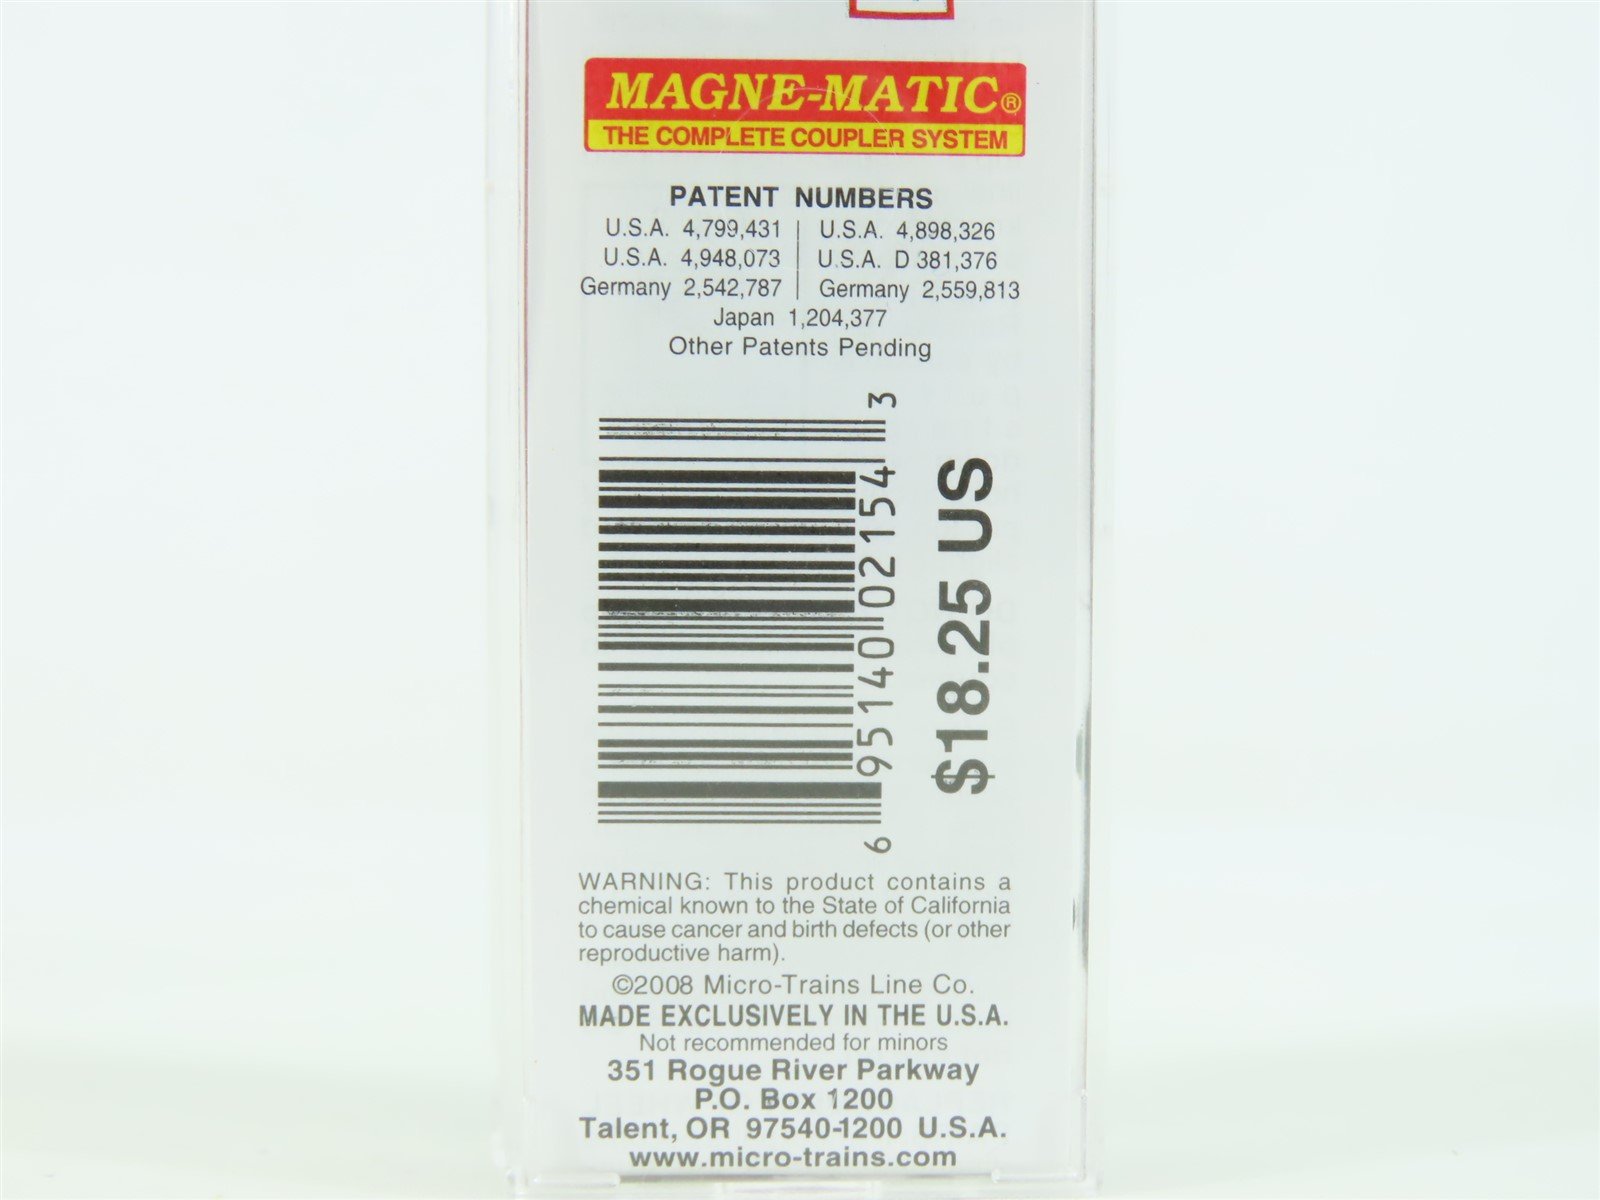 MAGNE-MATIC®
THE COMPLETE COUPLER SYSTEM
PATENT NUMBERS
U.S.A. 4,799,431 | U.S.A. 4,898,326
U.S.A. 4,948,073 | U.S.A. D 381,376
Germany 2,542,787 | Germany 2,559,813
Japan 1,204,377
Other Patents Pending
6 95140 02154 3
$18.25 US
WARNING: This product contains a
chemical known to the State of California
to cause cancer and birth defects (or other
reproductive harm).
©2008 Micro-Trains Line Co.
MADE EXCLUSIVELY IN THE U.S.A.
Not recommended for minors
351 Rogue River Parkway
P.O. Box 1200
Talent, OR 97540-1200 U.S.A.
www.micro-trains.com